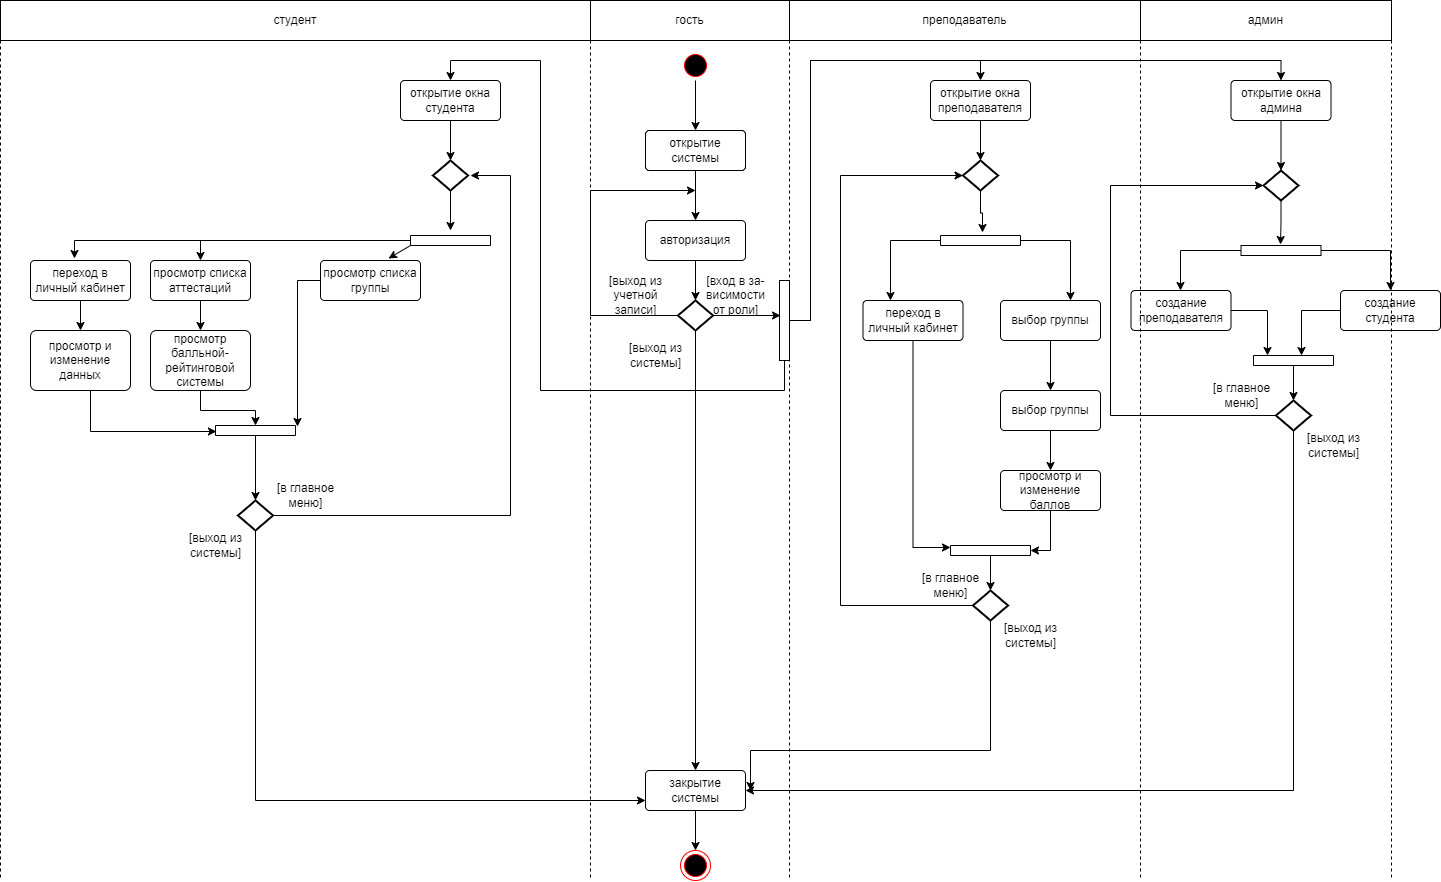 студент
гость
преподаватель
админ
открытие окна
студента
открытие
системы
авторизация
[выход из
учетной
записи]
[вход в за-
висимости
от роли]
[выход из
системы]
переход в
личный кабинет
просмотр списка
аттестаций
просмотр списка
группы
просмотр и
изменение
данных
просмотр
балльной-
рейтинговой
системы
[в главное
меню]
[выход из
системы]
открытие окна
преподавателя
переход в
личный кабинет
выбор группы
выбор группы
просмотр и
изменение
баллов
[в главное
меню]
[выход из
системы]
открытие окна
админа
создание
преподавателя
создание
студента
[в главное
меню]
[выход из
системы]
закрытие
системы